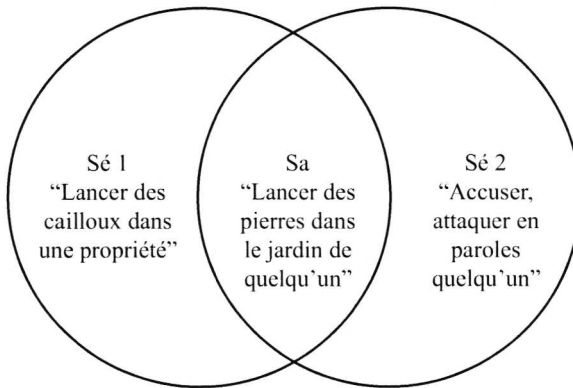 Sé 1
“Lancer des
cailloux dans
une propriété”
Sa
“Lancer des
pierres dans
le jardin de
quelqu'un”
Sé 2
“Accuser,
attaquer en
paroles
quelqu'un”